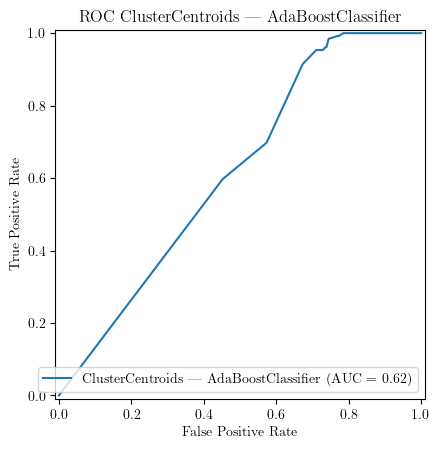 ROC ClusterCentroids — AdaBoostClassifier
1.0
0.8
0.6
0.4
0.2
0.0
True Positive Rate
ClusterCentroids — AdaBoostClassifier (AUC = 0.62)
0.0 0.2 0.4 0.6 0.8 1.0
False Positive Rate